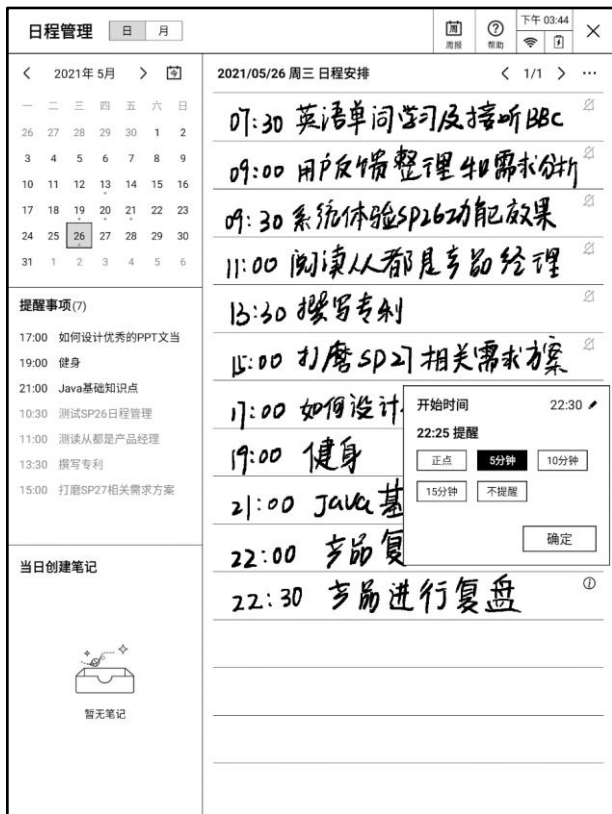 日程管理 日 月 周 周报 ? 帮助 下午 03:44
2021年 5月 今
一 二 三 四 五 六 日
26 27 28 29 30 1 2
3 4 5 6 7 8 9
10 11 12 13 14 15 16
17 18 19 20 21 22 23
24 25 26 27 28 29 30
31 1 2 3 4 5 6
提醒事项(7)
17:00 如何设计优秀的PPT文当
19:00 健身
21:00 Java基础知识点
10:30 测试SP26日程管理
11:00 测读从都是产品经理
13:30 撰写专利
15:00 打磨SP27相关需求方案
当日创建笔记
暂无笔记
2021/05/26 周三 日程安排 1/1 ...
07:30 英语单词学习及接听BBC
09:00 用户反馈整理和需求分析
09:30 系统体验SP26功能效果
11:00 阅读从都是产品经理
13:30 撰写专利
15:00 打磨SP27相关需求方案
17:00 如何设计
19:00 健身
21:00 Java基
22:00 产品复
22:30 产品进行复盘
开始时间 22:30
22:25 提醒
正点 5分钟 10分钟
15分钟 不提醒
确定